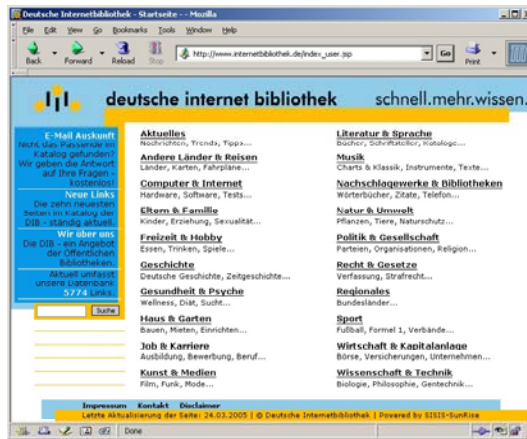 Deutsche Internetbibliothek - Startseite - - Mozilla
File Edit View Go Bookmarks Tools Window Help
Back Forward Reload Stop http://www.internetbibliothek.de/index_user.jsp Go Print
deutsche internet bibliothek schnell.mehr.wissen.
E-Mail Auskunft
Nicht das Passende im
Katalog gefunden?
Wir geben die Antwort
auf Ihre Fragen -
kostenlos!
Neue Links
Die zehn neuesten
Seiten im Katalog der
DIB - ständig aktuell.
Wir über uns
Die DIB - ein Angebot
der Öffentlichen
Bibliotheken.
Aktuell umfasst
unsere Datenbank
5774 Links.
Suche
Aktuelles
Nachrichten, Trends, Tipps...
Andere Länder & Reisen
Länder, Karten, Fahrpläne...
Computer & Internet
Hardware, Software, Tests...
Eltern & Familie
Kinder, Erziehung, Sexualität...
Freizeit & Hobby
Essen, Trinken, Spiele...
Geschichte
Deutsche Geschichte, Zeitgeschichte...
Gesundheit & Psyche
Wellness, Diät, Sucht...
Haus & Garten
Bauen, Mieten, Einrichten...
Job & Karriere
Ausbildung, Bewerbung, Beruf...
Kunst & Medien
Film, Funk, Mode...
Literatur & Sprache
Bücher, Schriftsteller, Kataloge...
Musik
Charts & Klassik, Instrumente, Texte...
Nachschlagewerke & Bibliotheken
Wörterbücher, Zitate, Telefon...
Natur & Umwelt
Pflanzen, Tiere, Naturschutz...
Politik & Gesellschaft
Parteien, Organisationen, Religion...
Recht & Gesetze
Verfassung, Strafrecht...
Regionales
Bundesländer...
Sport
Fußball, Formel 1, Verbände...
Wirtschaft & Kapitalanlage
Börse, Versicherungen, Unternehmen...
Wissenschaft & Technik
Biologie, Philosophie, Gentechnik...
Impressum Kontakt Disclaimer
Letzte Aktualisierung der Seite: 24.03.2005 | © Deutsche Internetbibliothek | Powered by SISIS-SunRise
Done